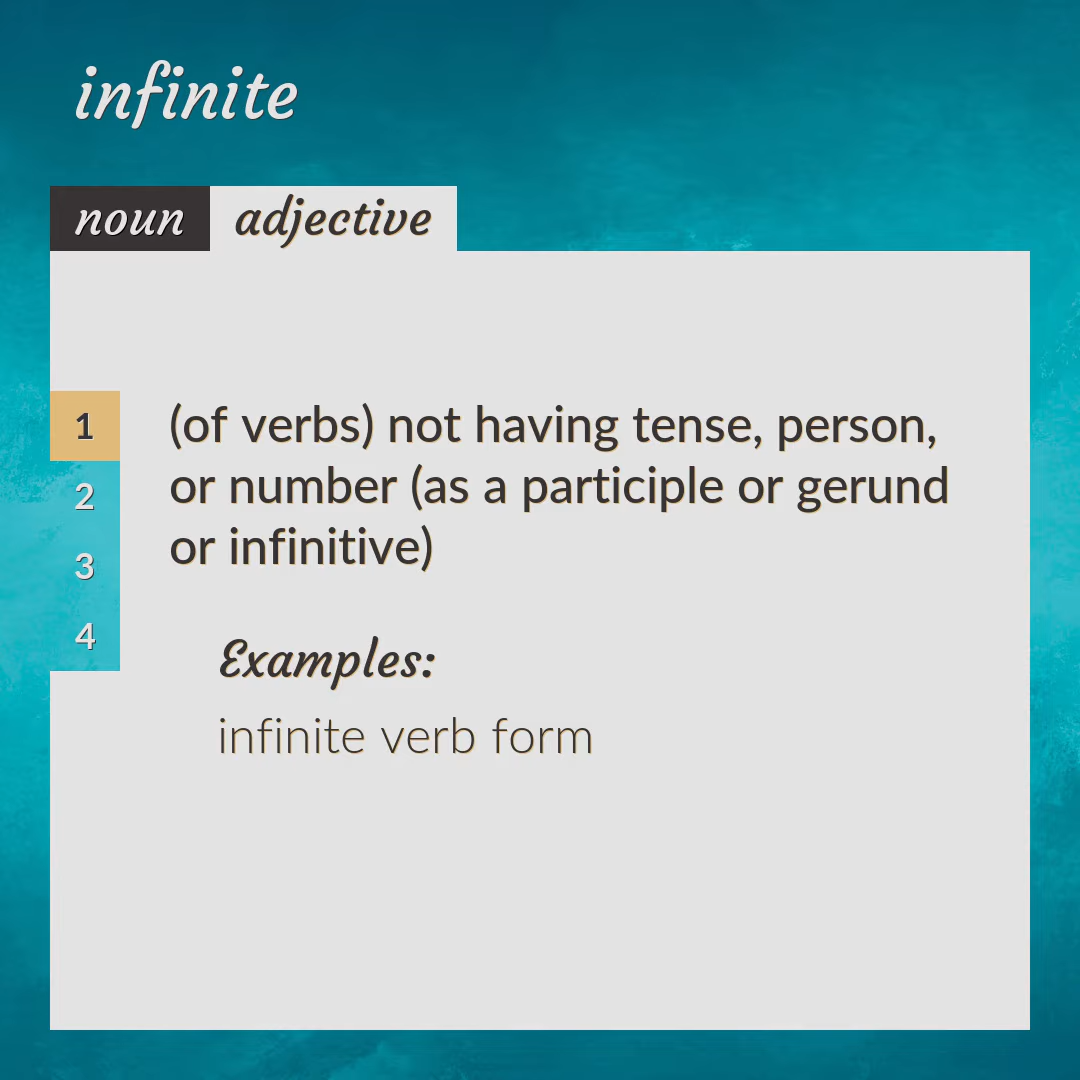 infinite
noun adjective
1
2
3
4
(of verbs) not having tense, person,
or number (as a participle or gerund
or infinitive)
Examples:
infinite verb form